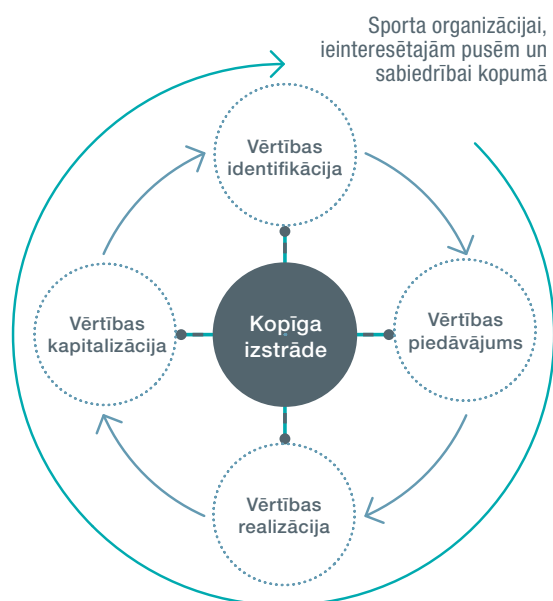 Sporta organizācijai,
ieinteresētajām pusēm un
sabiedrībai kopumā
Vērtības
identifikācija
Vērtības
kapitalizācija
Kopīga
izstrāde
Vērtības
piedāvājums
Vērtības
realizācija